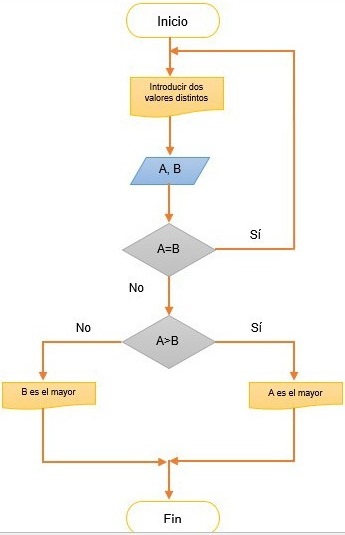 Inicio
Introducir dos
valores distintos
A, B
A=B
Sí
No
A>B
No
Sí
B es el mayor
A es el mayor
Fin